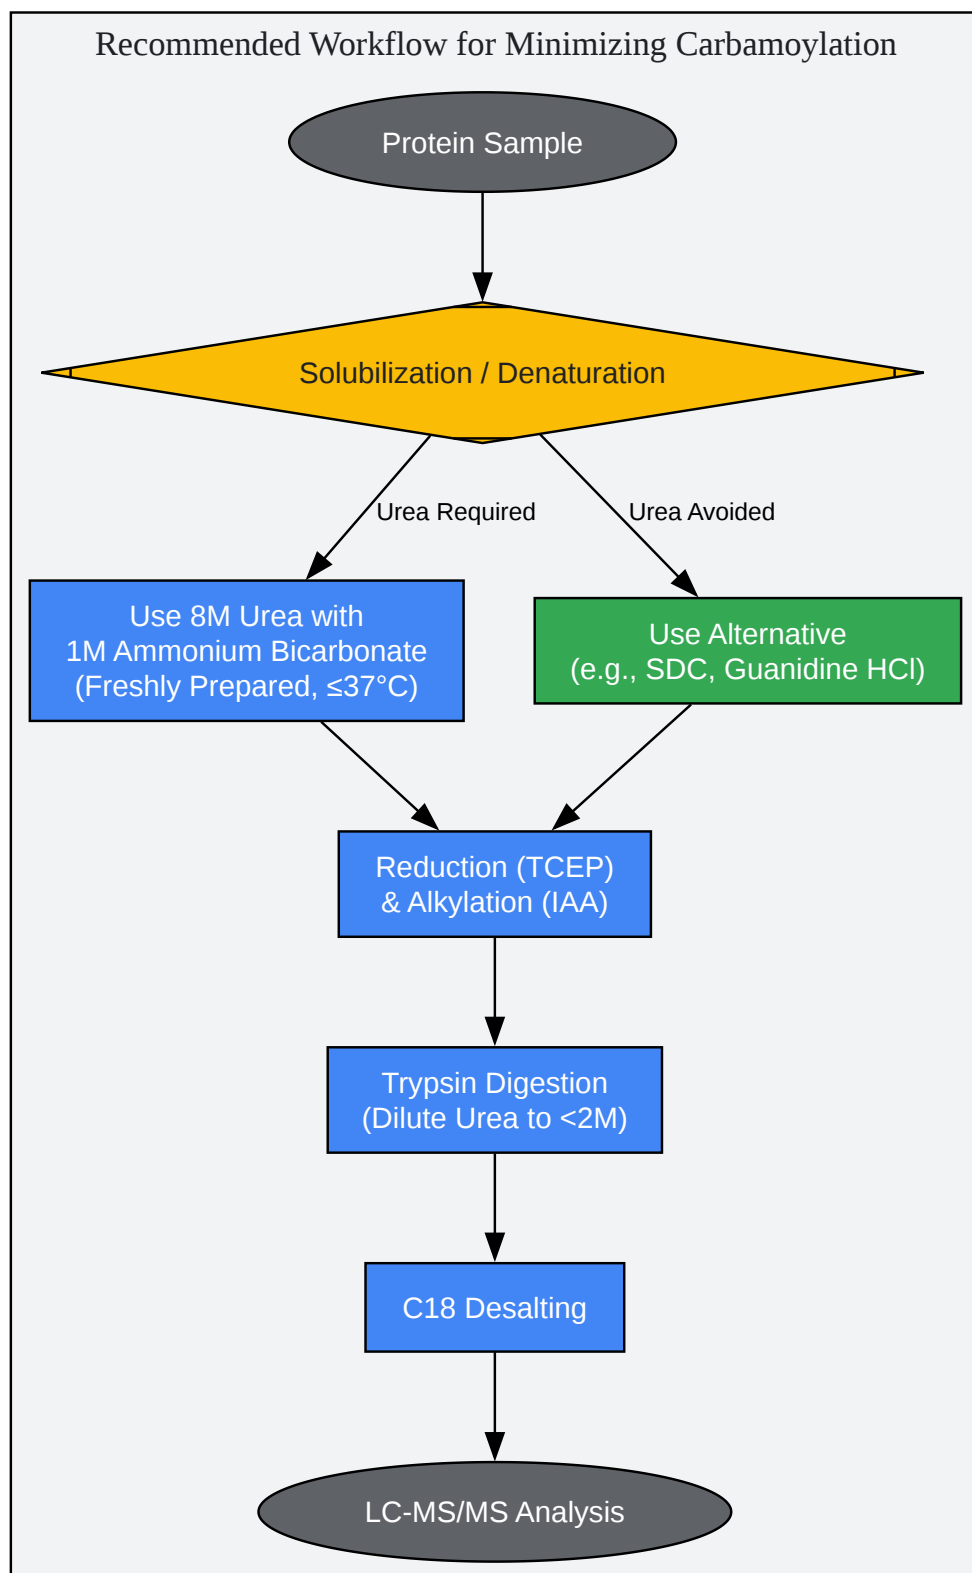 Recommended Workflow for Minimizing Carbamoylation
Protein Sample
Solubilization / Denaturation
Urea Required
Urea Avoided
Use 8M Urea with
1M Ammonium Bicarbonate
(Freshly Prepared, ≤37°C)
Use Alternative
(e.g., SDC, Guanidine HCl)
Reduction (TCEP)
& Alkylation (IAA)
Trypsin Digestion
(Dilute Urea to <2M)
C18 Desalting
LC-MS/MS Analysis